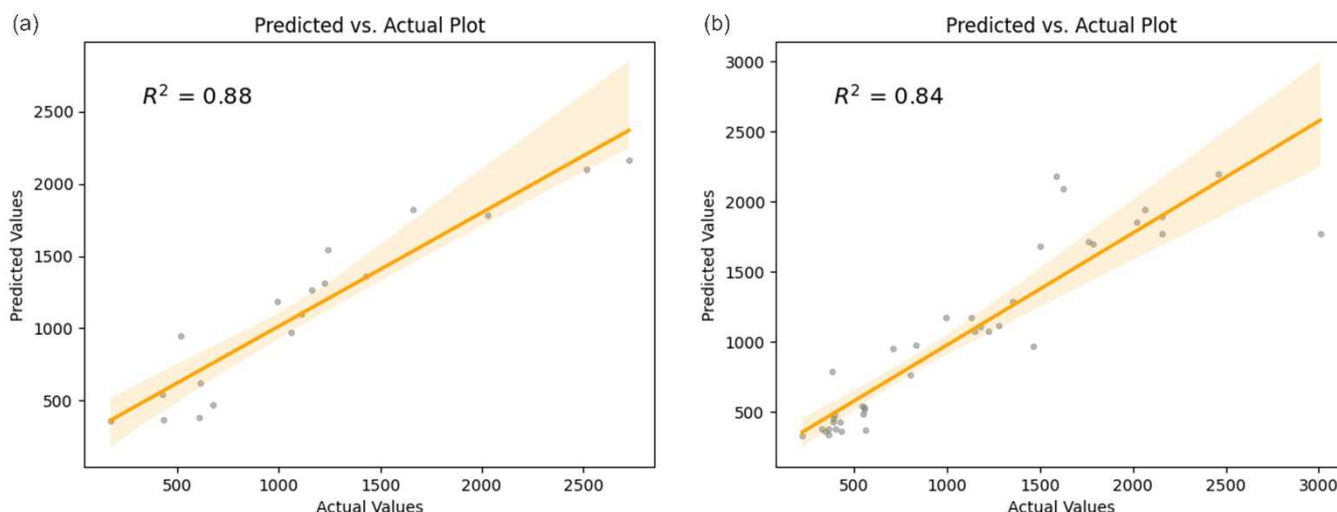 (a)
Predicted vs. Actual Plot
R² = 0.88
Predicted Values
2500
2000
1500
1000
500
500 1000 1500 2000 2500
Actual Values
(b)
Predicted vs. Actual Plot
R² = 0.84
Predicted Values
3000
2500
2000
1500
1000
500
500 1000 1500 2000 2500 3000
Actual Values